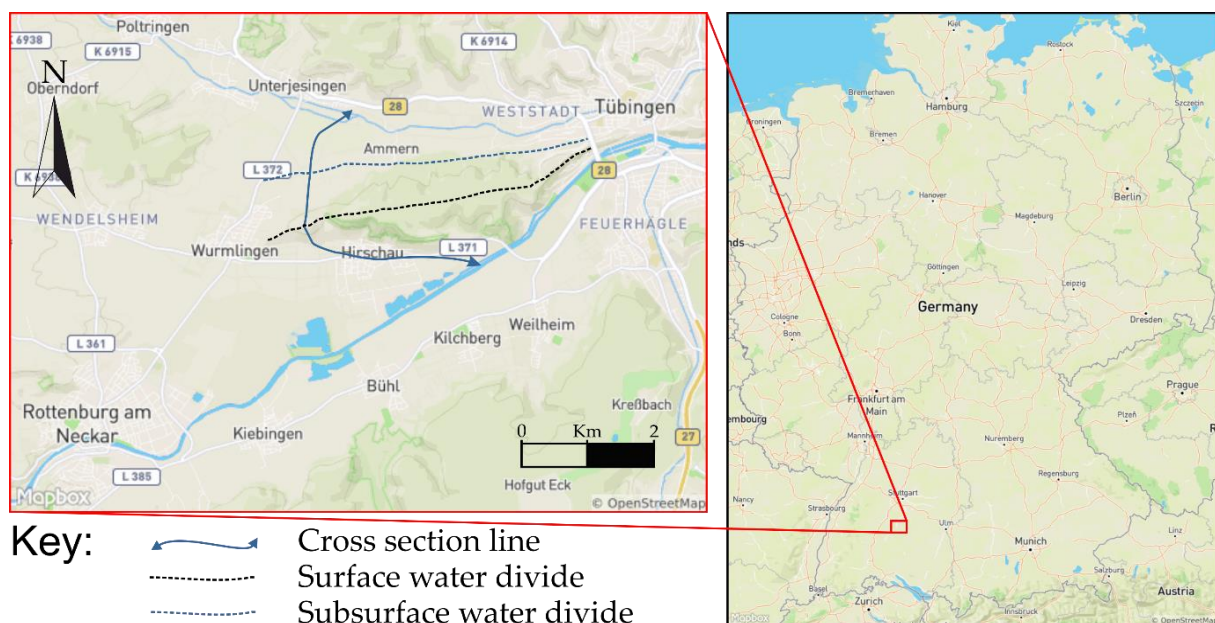 Poltringen
K 6938
K 6915
K 6914
N
Oberndorf
Unterjesingen
28
WESTSTADT
Tübingen
Ammern
L 372
28
WENDELSHEIM
FEUERHÄGLE
Wurmlingen
Hirschau
L 371
Weilheim
Kilchberg
L 361
Bühl
Kreßbach
Rottenburg am
Neckar
Kiebingen
0 Km 2
27
L 385
Hofgut Eck
Mapbox
© OpenStreetMap
Key:
Cross section line
Surface water divide
Subsurface water divide
Kiel
Rostock
Bremerhaven
Hamburg
Szczecin
Groningen
Bremen
Berlin
Hanover
Magdeburg
nds
Göttingen
Leipzig
Cologne
Germany
Dresden
Bonn
Frankfurt am
Main
Prague
embourg
Plzeň
Mannheim
Nuremberg
Regensburg
Nancy
Stuttgart
Strasbourg
Ulm
Linz
Munich
Salzburg
Basel
Austria
Zurich
Innsbruck
Mapbox
© OpenStreetMap